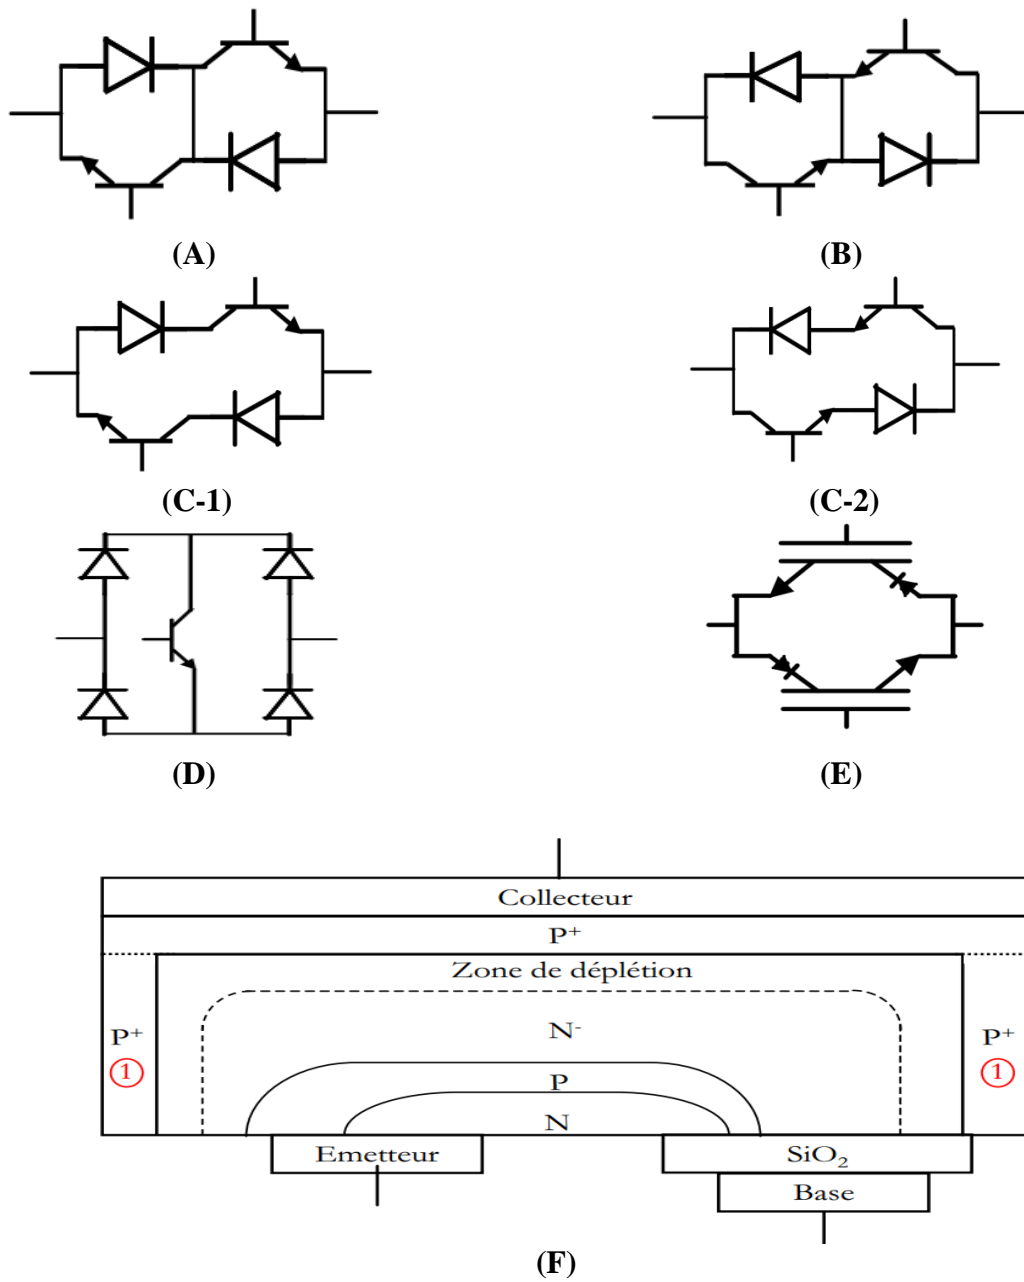 (A)
(B)
(C-1)
(C-2)
(D)
(E)
Collecteur
P+
Zone de déplétion
P+
N-
P+
1
P
1
N
Emetteur
SiO2
Base
(F)